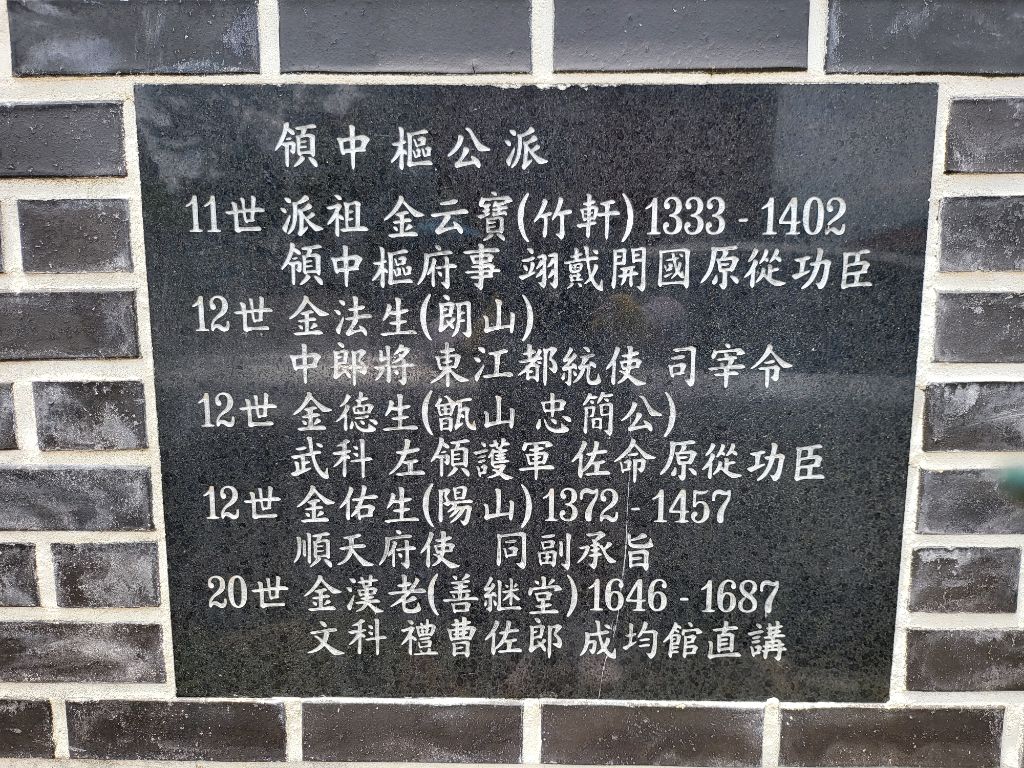 領中樞公派
11世 派祖 金云寶(竹軒) 1333 - 1402
領中樞府事 翊戴開國原從功臣
12世 金法生(朗山)
中郎將 東江都統使 司宰令
12世 金德生(甑山 忠簡公)
武科 左領護軍 佐命原從功臣
12世 金佑生(陽山) 1372 - 1457
順天府使 同副承旨
20世 金漢老(善継堂) 1646 - 1687
文科 禮曹佐郎 成均館直講